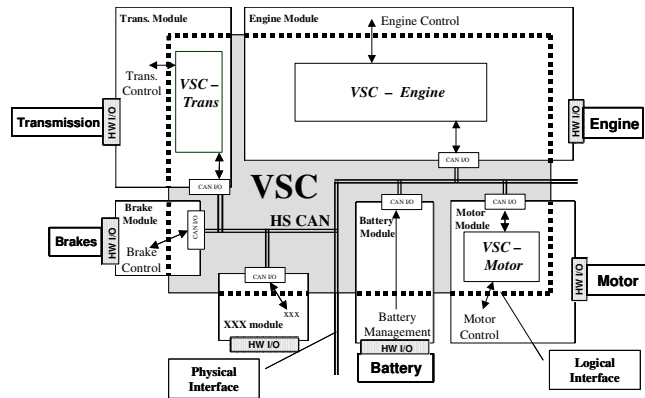 Trans. Module
Engine Module
Engine Control
Trans.
Control
VSC –
Trans
VSC – Engine
Transmission
HW I/O
HW I/O
Engine
CAN I/O
CAN I/O
VSC
HS CAN
Brake
Module
CAN I/O
Brakes
HW I/O
Brake
Control
CAN I/O
Battery
Module
CAN I/O
Motor
Module
VSC –
Motor
HW I/O
Motor
CAN I/O
xxx
XXX module
HW I/O
Battery
Management
HW I/O
Battery
Motor
Control
Physical
Interface
Logical
Interface